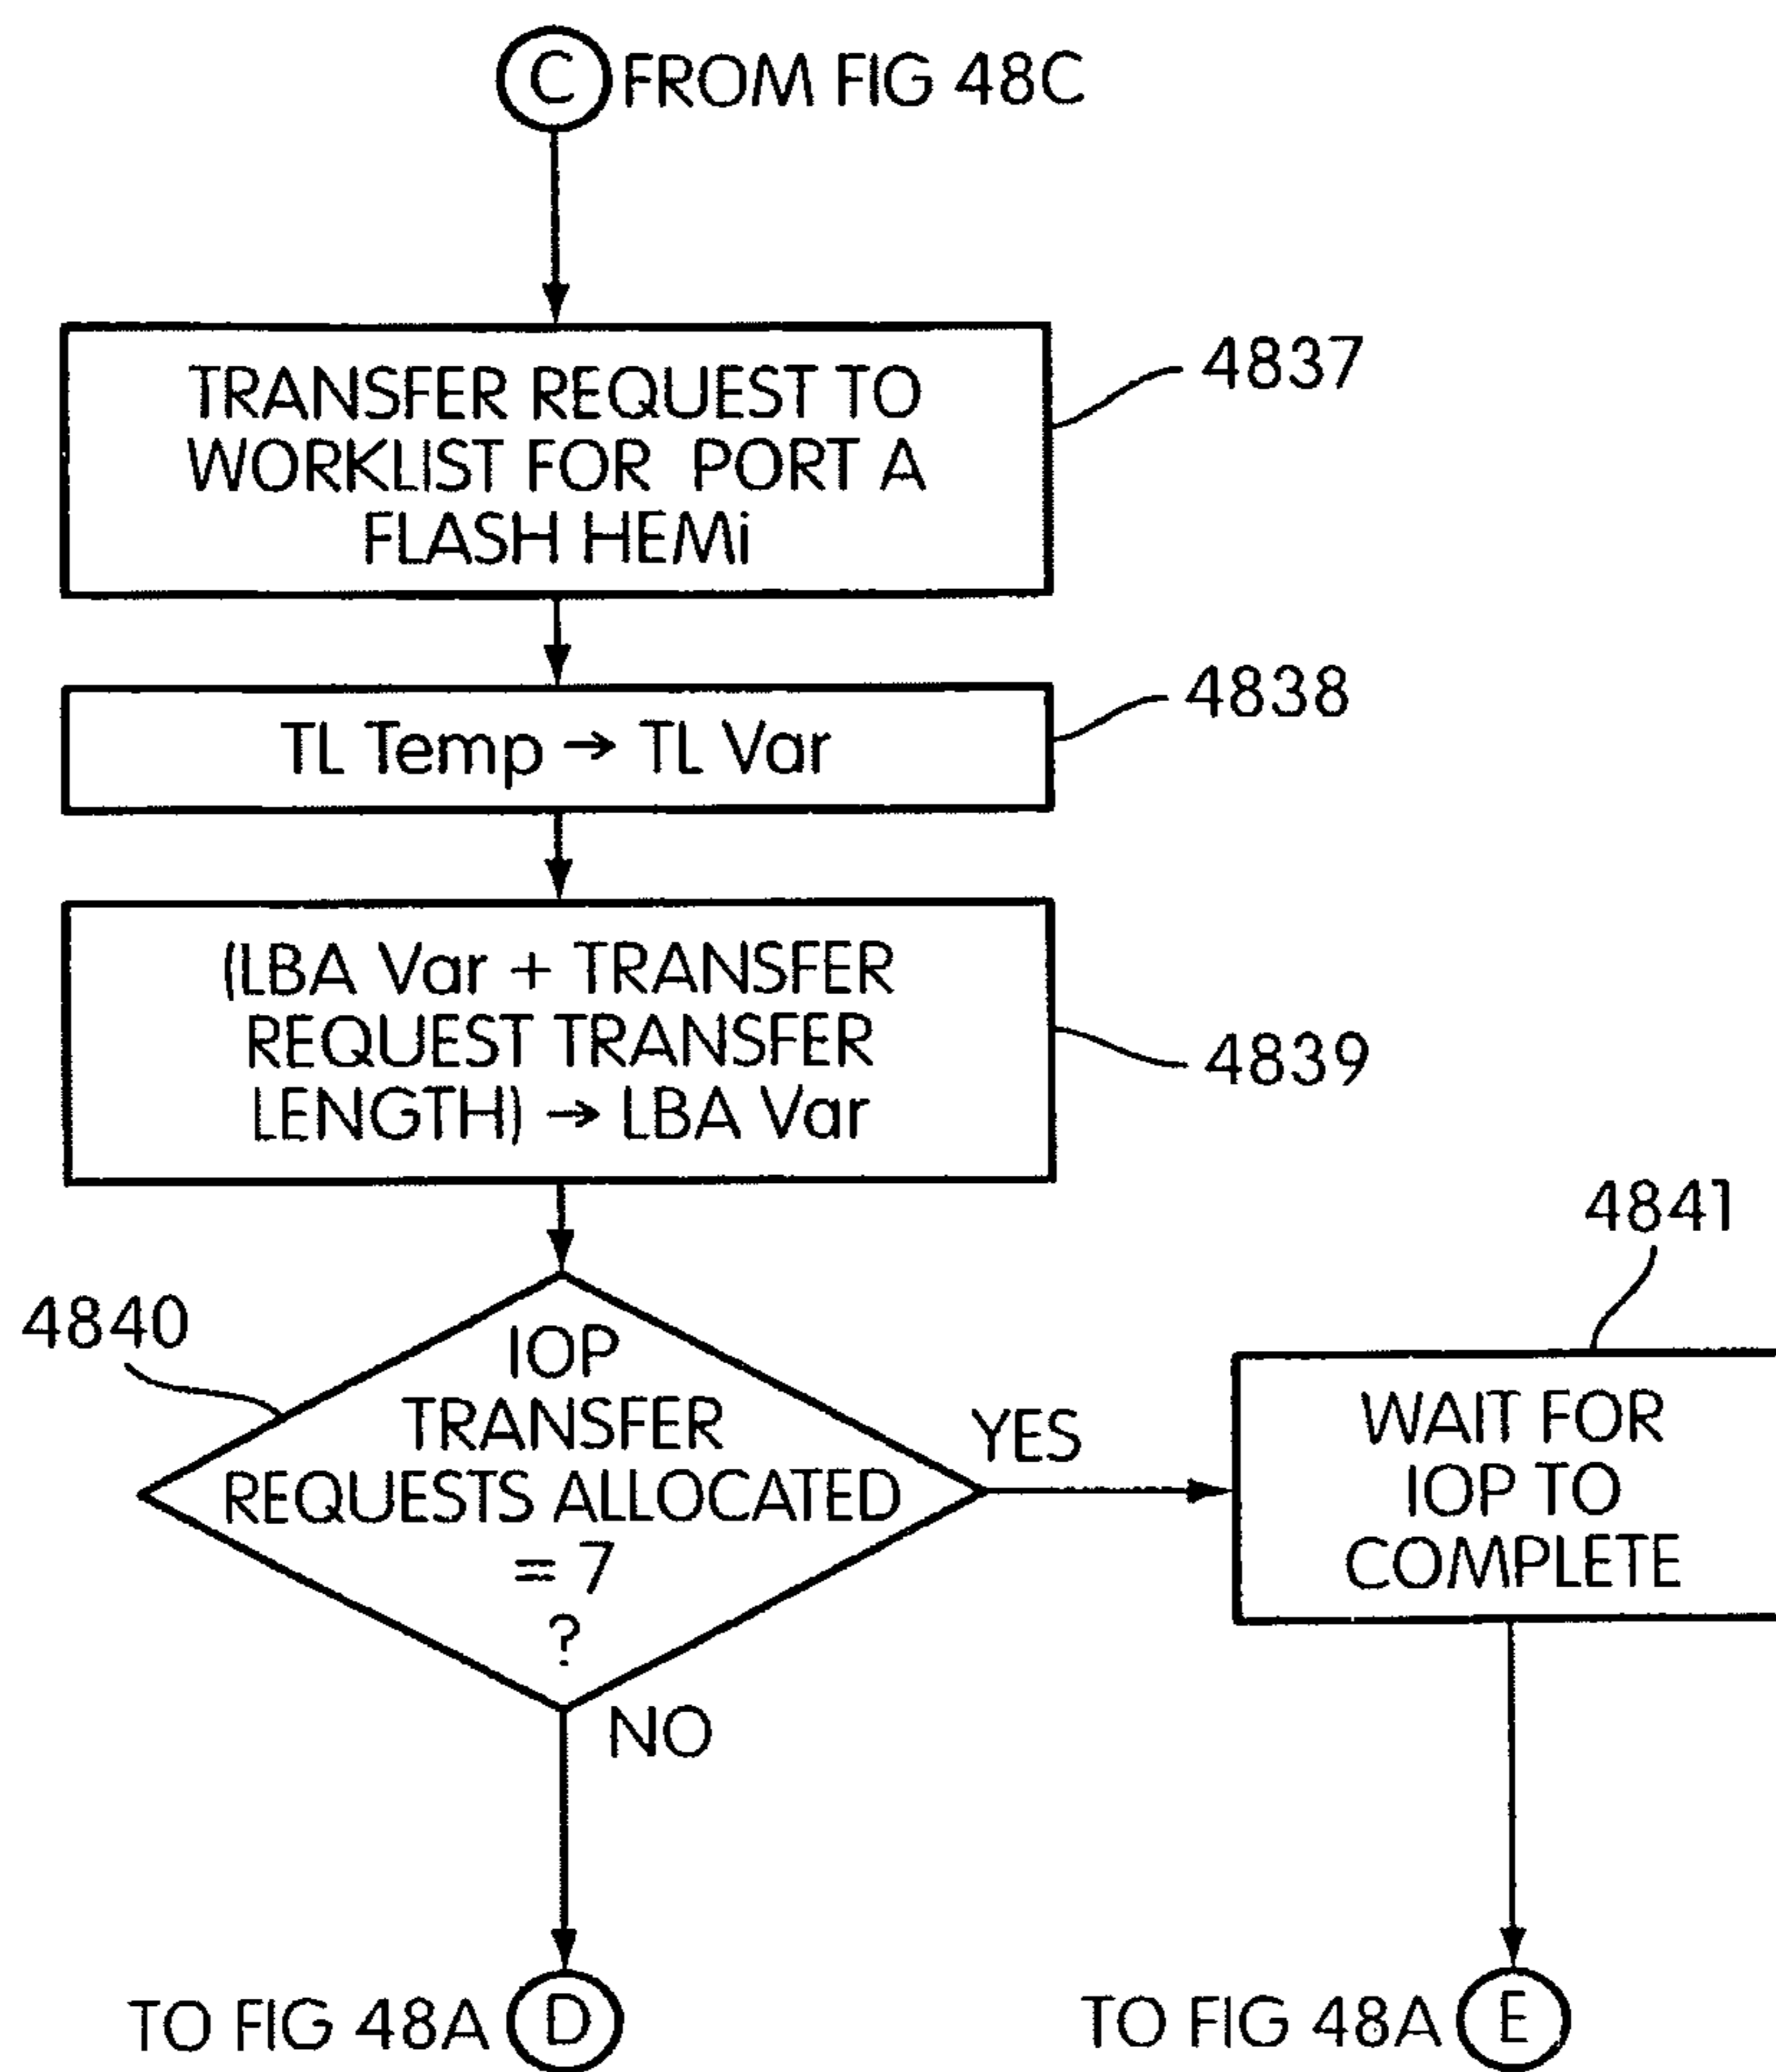 C FROM FIG 48C
TRANSFER REQUEST TO
WORKLIST FOR PORT A
FLASH HEMi
4837
TL Temp → TL Var
4838
(LBA Var + TRANSFER
REQUEST TRANSFER
LENGTH) → LBA Var
4839
4840
IOP
TRANSFER
REQUESTS ALLOCATED
= 7
?
YES
NO
4841
WAIT FOR
IOP TO
COMPLETE
TO FIG 48A D
TO FIG 48A E